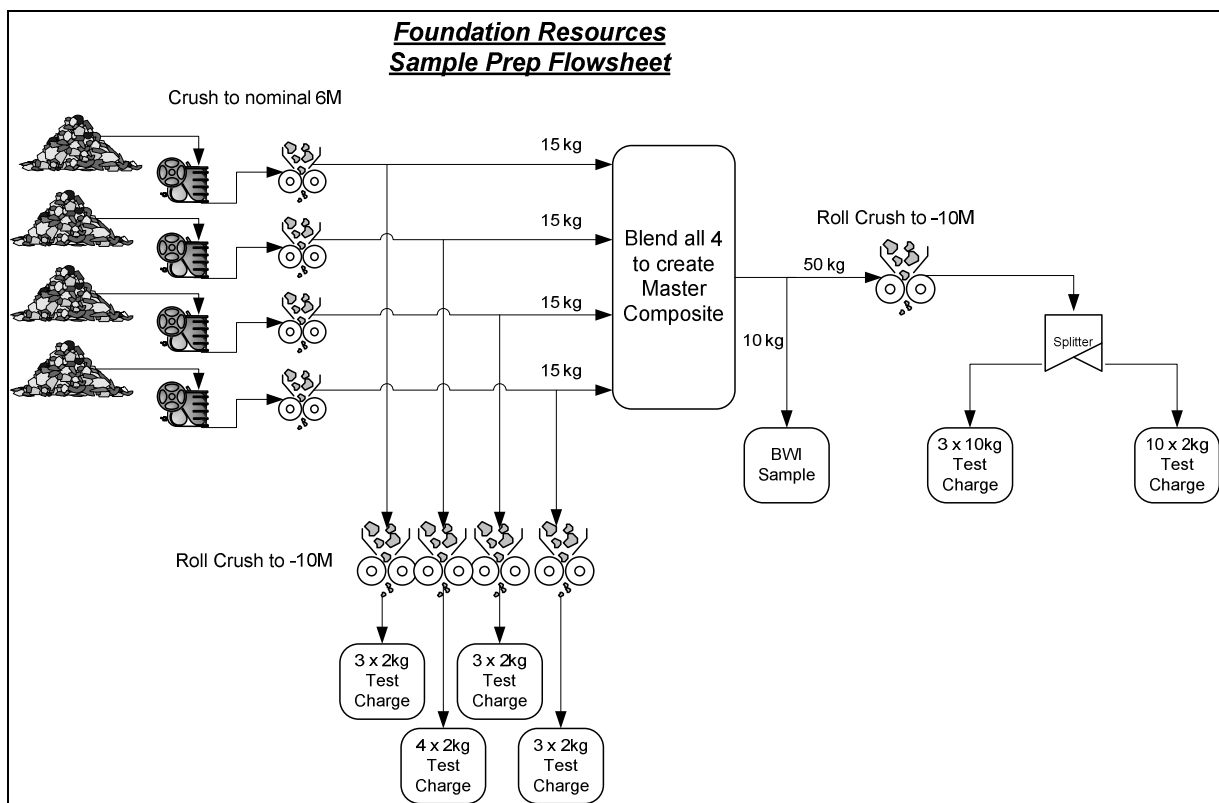 Foundation Resources
Sample Prep Flowsheet
Crush to nominal 6M
15 kg
15 kg
15 kg
15 kg
Blend all 4
to create
Master
Composite
50 kg
10 kg
Roll Crush to -10M
Splitter
BWI
Sample
3 x 10kg
Test
Charge
10 x 2kg
Test
Charge
Roll Crush to -10M
3 x 2kg
Test
Charge
3 x 2kg
Test
Charge
4 x 2kg
Test
Charge
3 x 2kg
Test
Charge